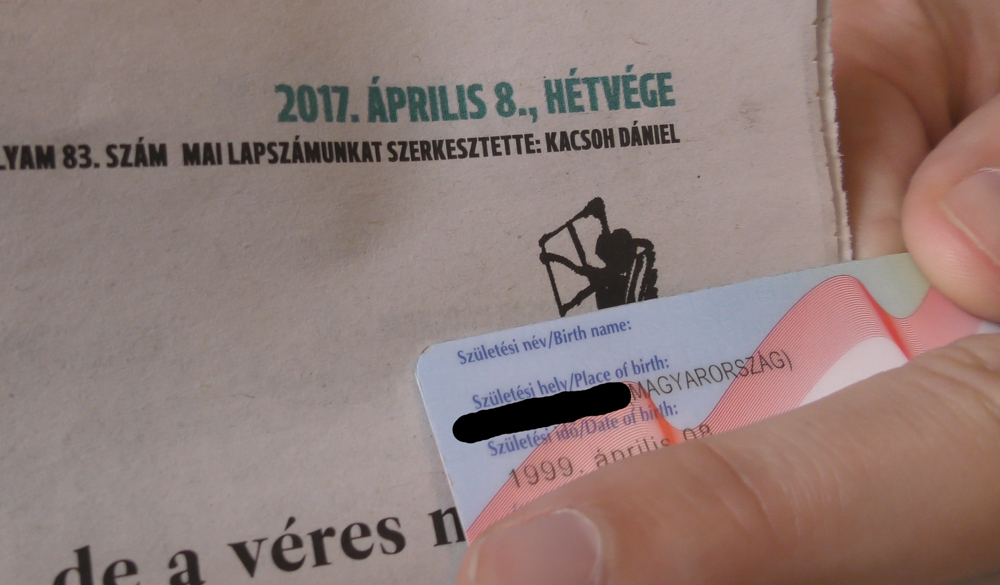 2017. ÁPRILIS 8., HÉTVÉGE
LYAM 83. SZÁM MAI LAPSZÁMUNKAT SZERKESZTETTE: KACSOH DÁNIEL
Születési név/Birth name:
Születési hely/Place of birth:
MAGYARORSZÁG)
Születési idő/Date of birth:
1999. április 08
de a véres